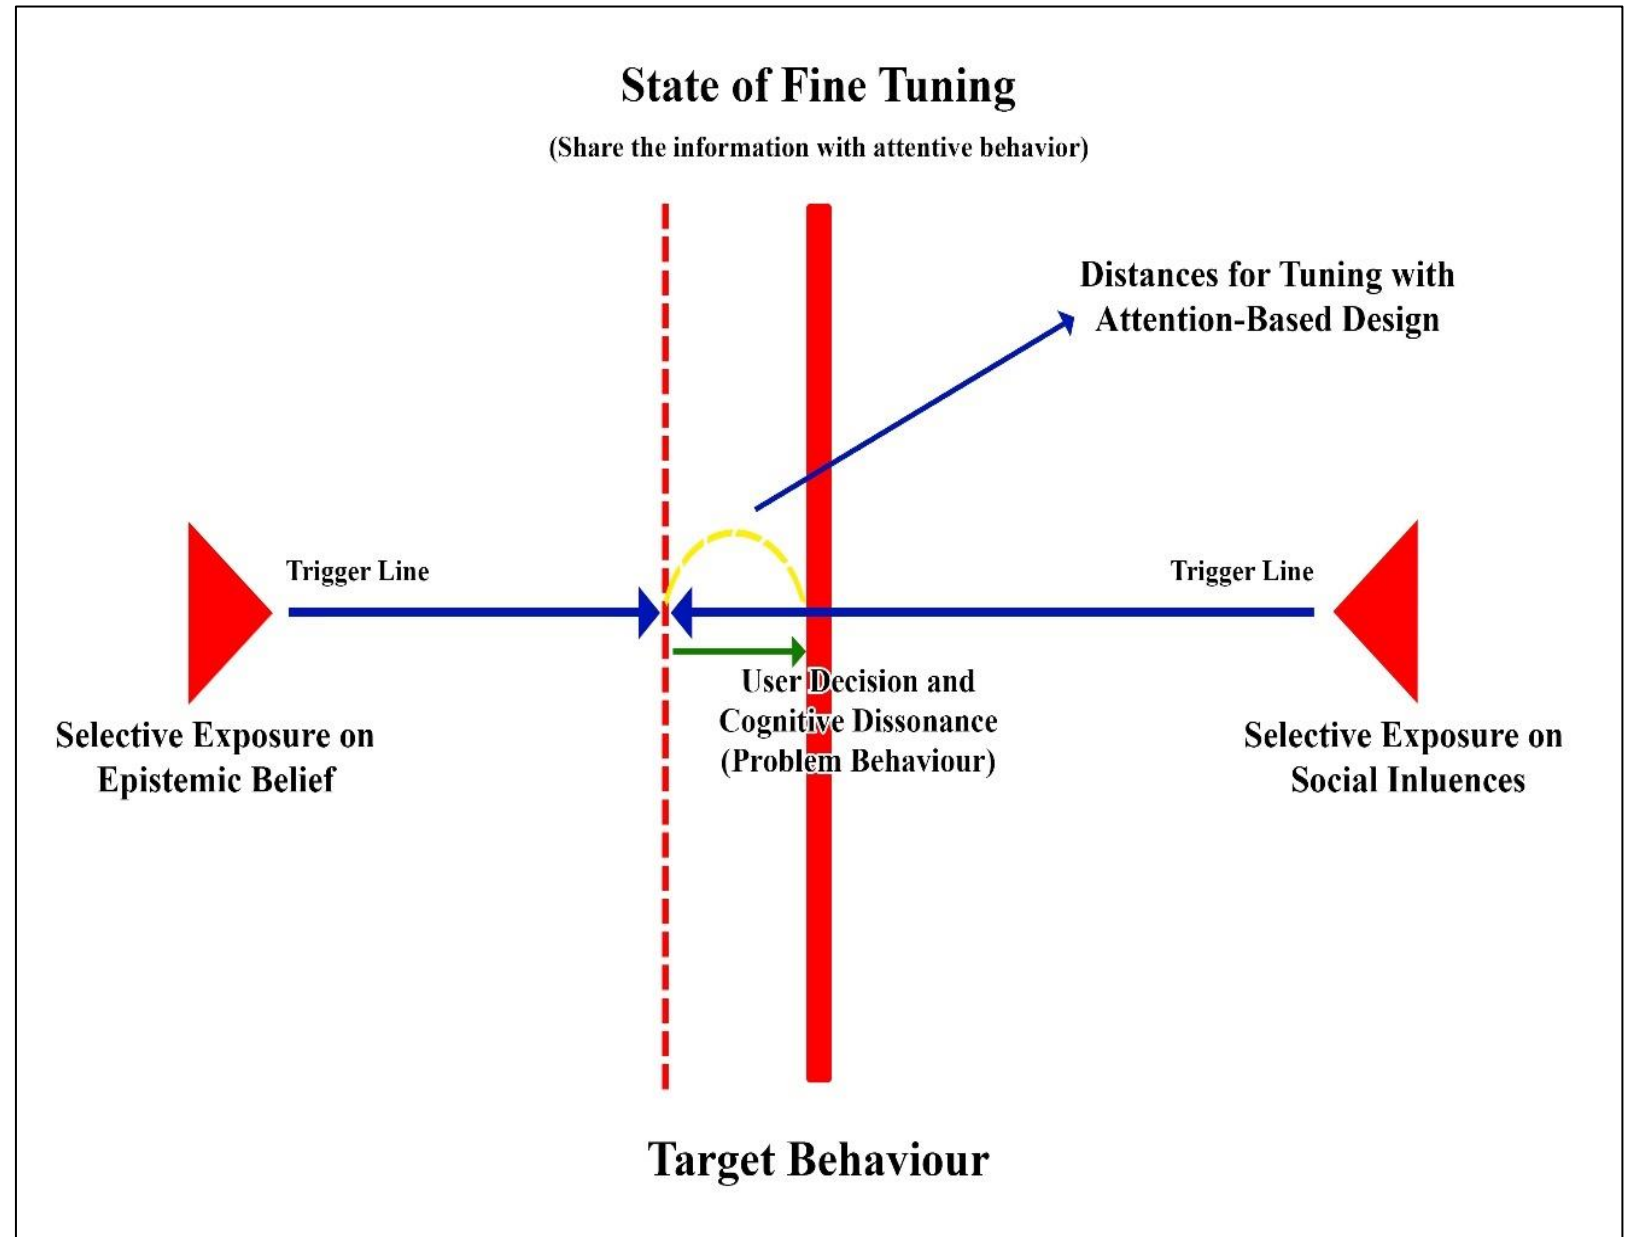 State of Fine Tuning
(Share the information with attentive behavior)
Distances for Tuning with
Attention-Based Design
Trigger Line
Trigger Line
User Decision and
Cognitive Dissonance
(Problem Behaviour)
Selective Exposure on
Epistemic Belief
Selective Exposure on
Social Inluences
Target Behaviour